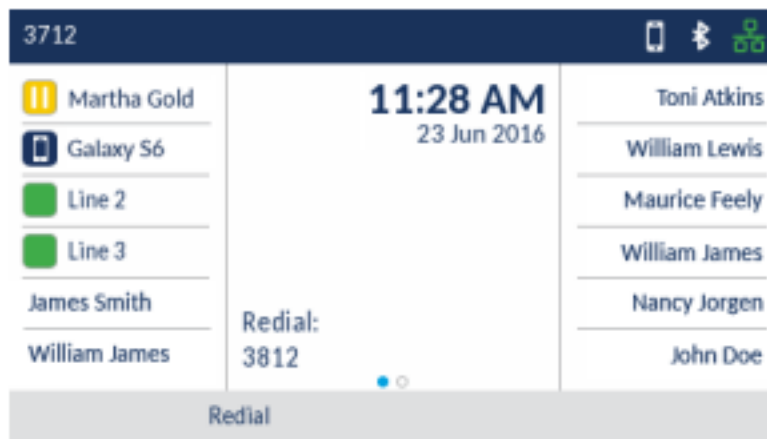 3712
Martha Gold
Galaxy S6
Line 2
Line 3
James Smith
William James
11:28 AM
23 Jun 2016
Redial:
3812
Toni Atkins
William Lewis
Maurice Feely
William James
Nancy Jorgen
John Doe
Redial